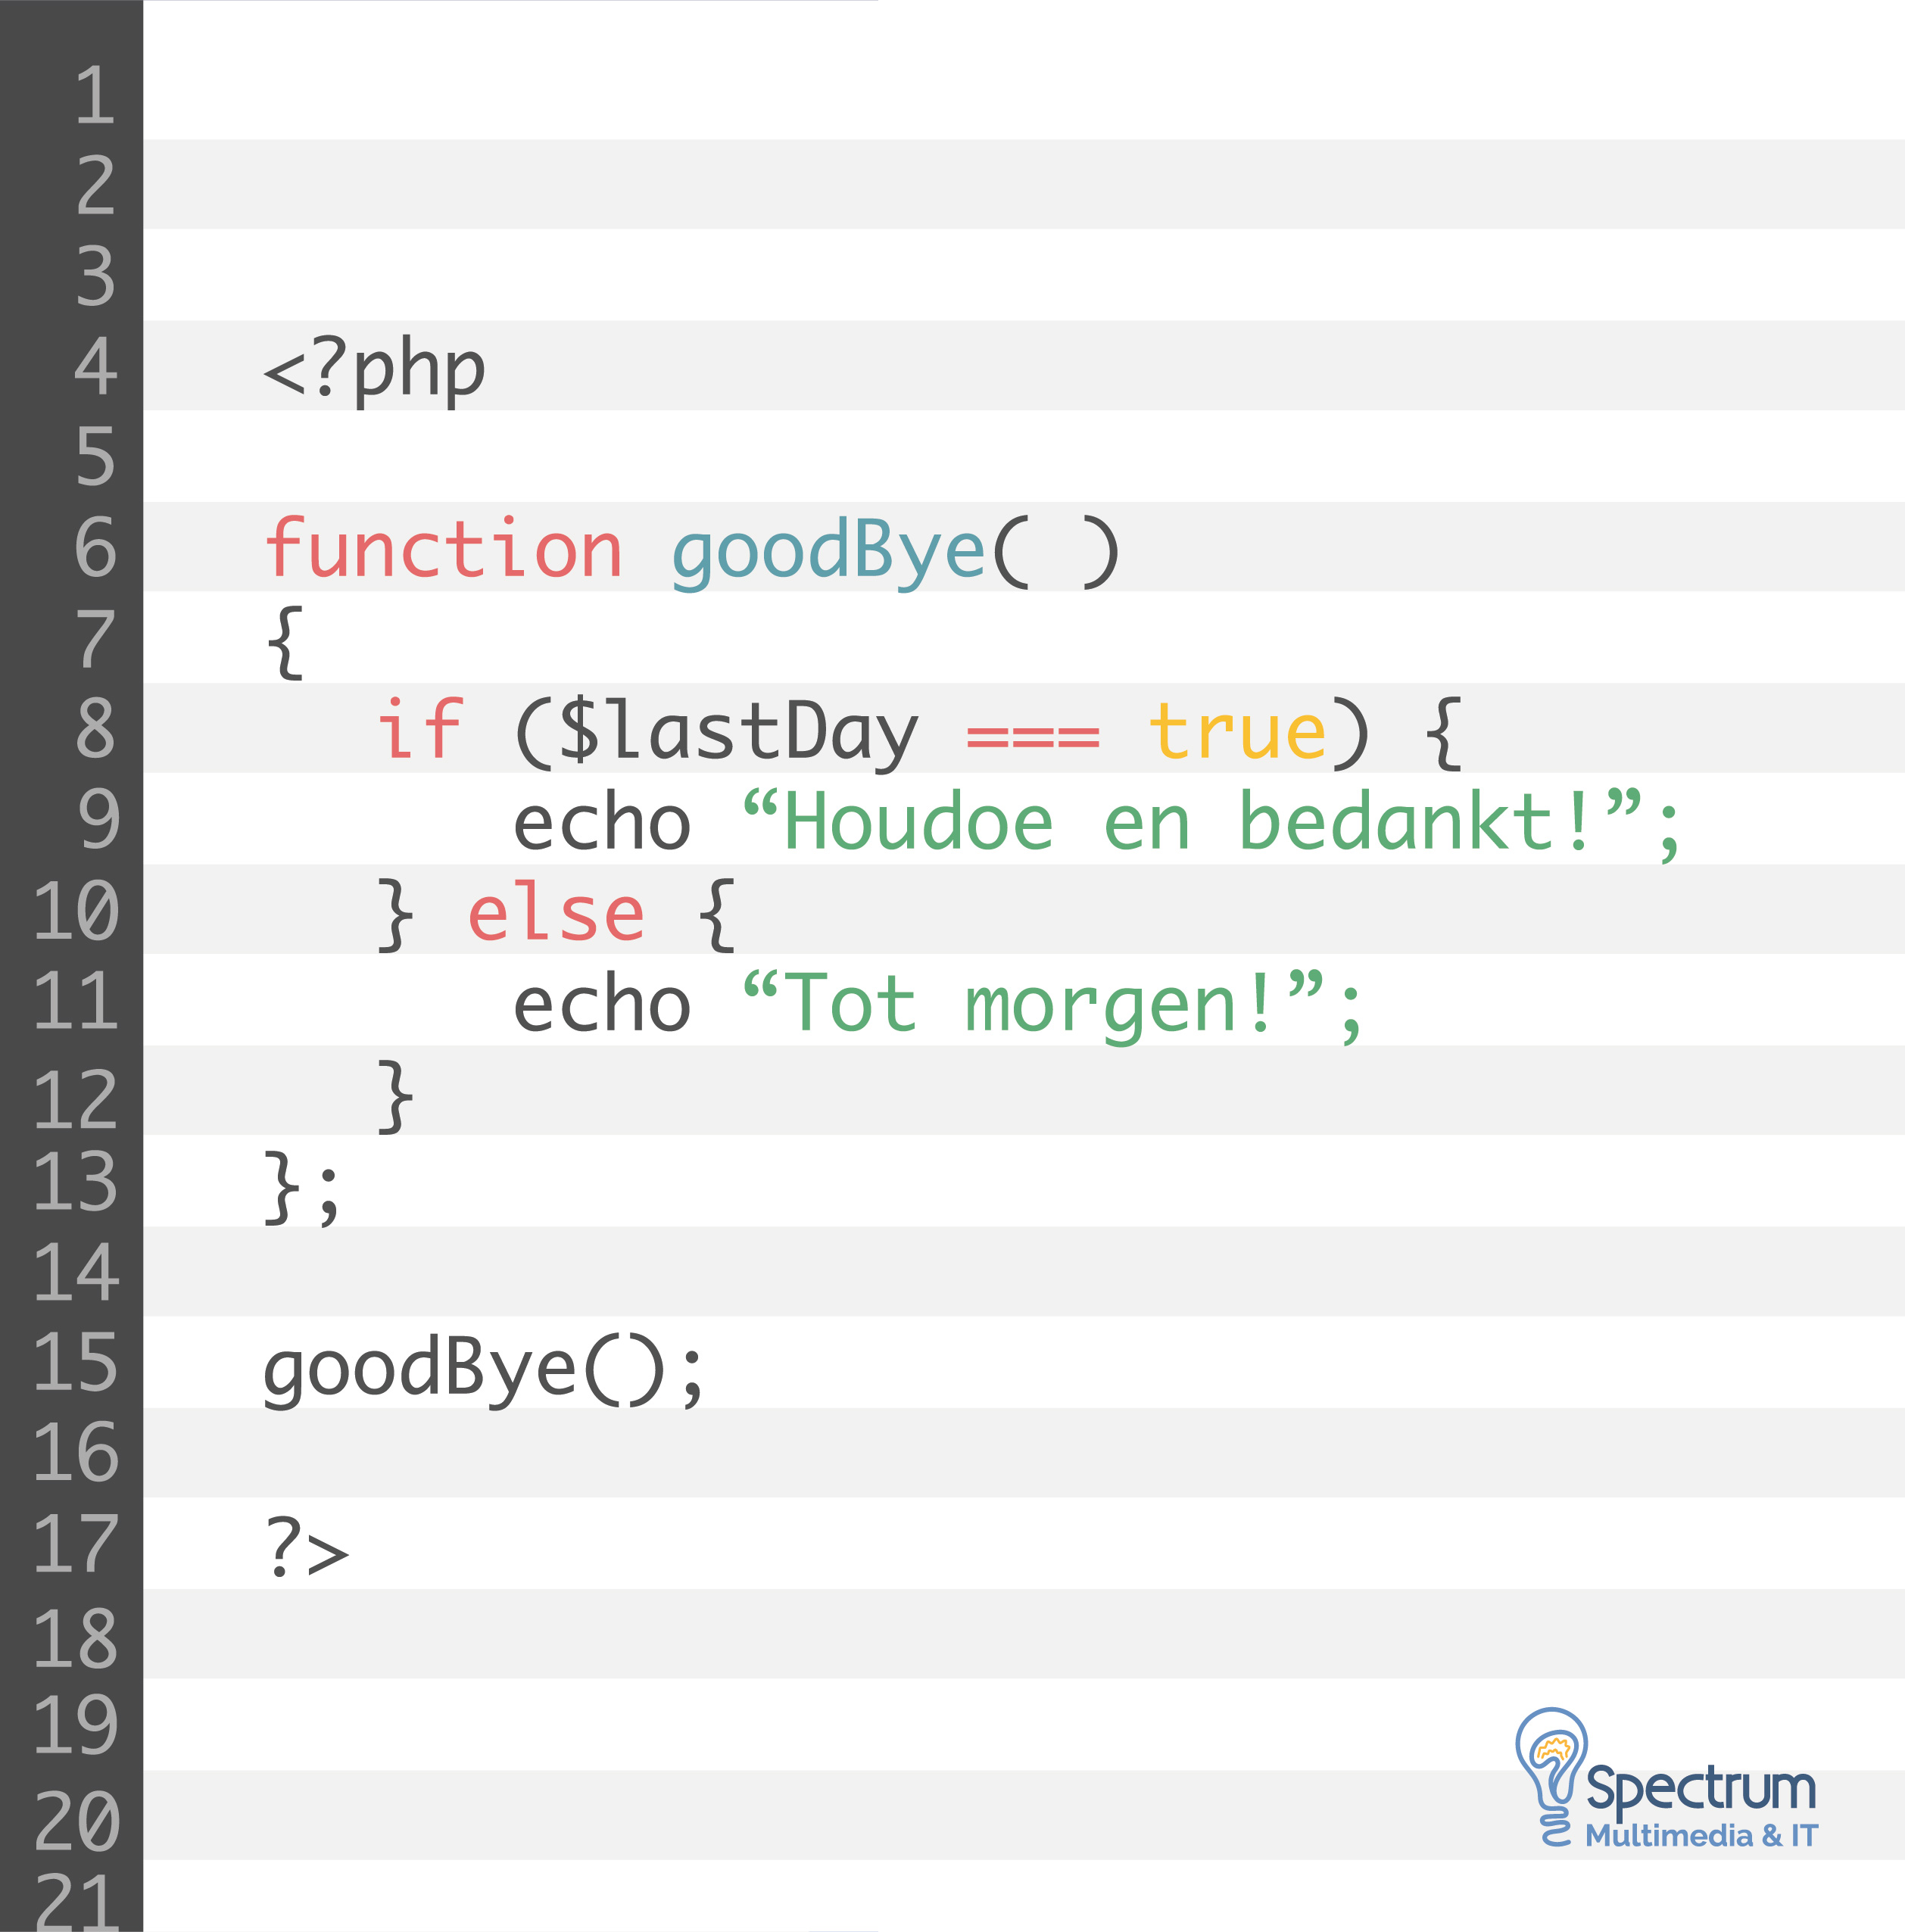 1
2
3
4 <?php
5
6 function goodBye( )
7 {
8 if ($lastDay === true) {
9 echo “Houdoe en bedankt!”;
10 } else {
11 echo “Tot morgen!”;
12 }
13 };
14
15 goodBye();
16
17 ?>
18
19
20
21
Spectrum
Multimedia & IT